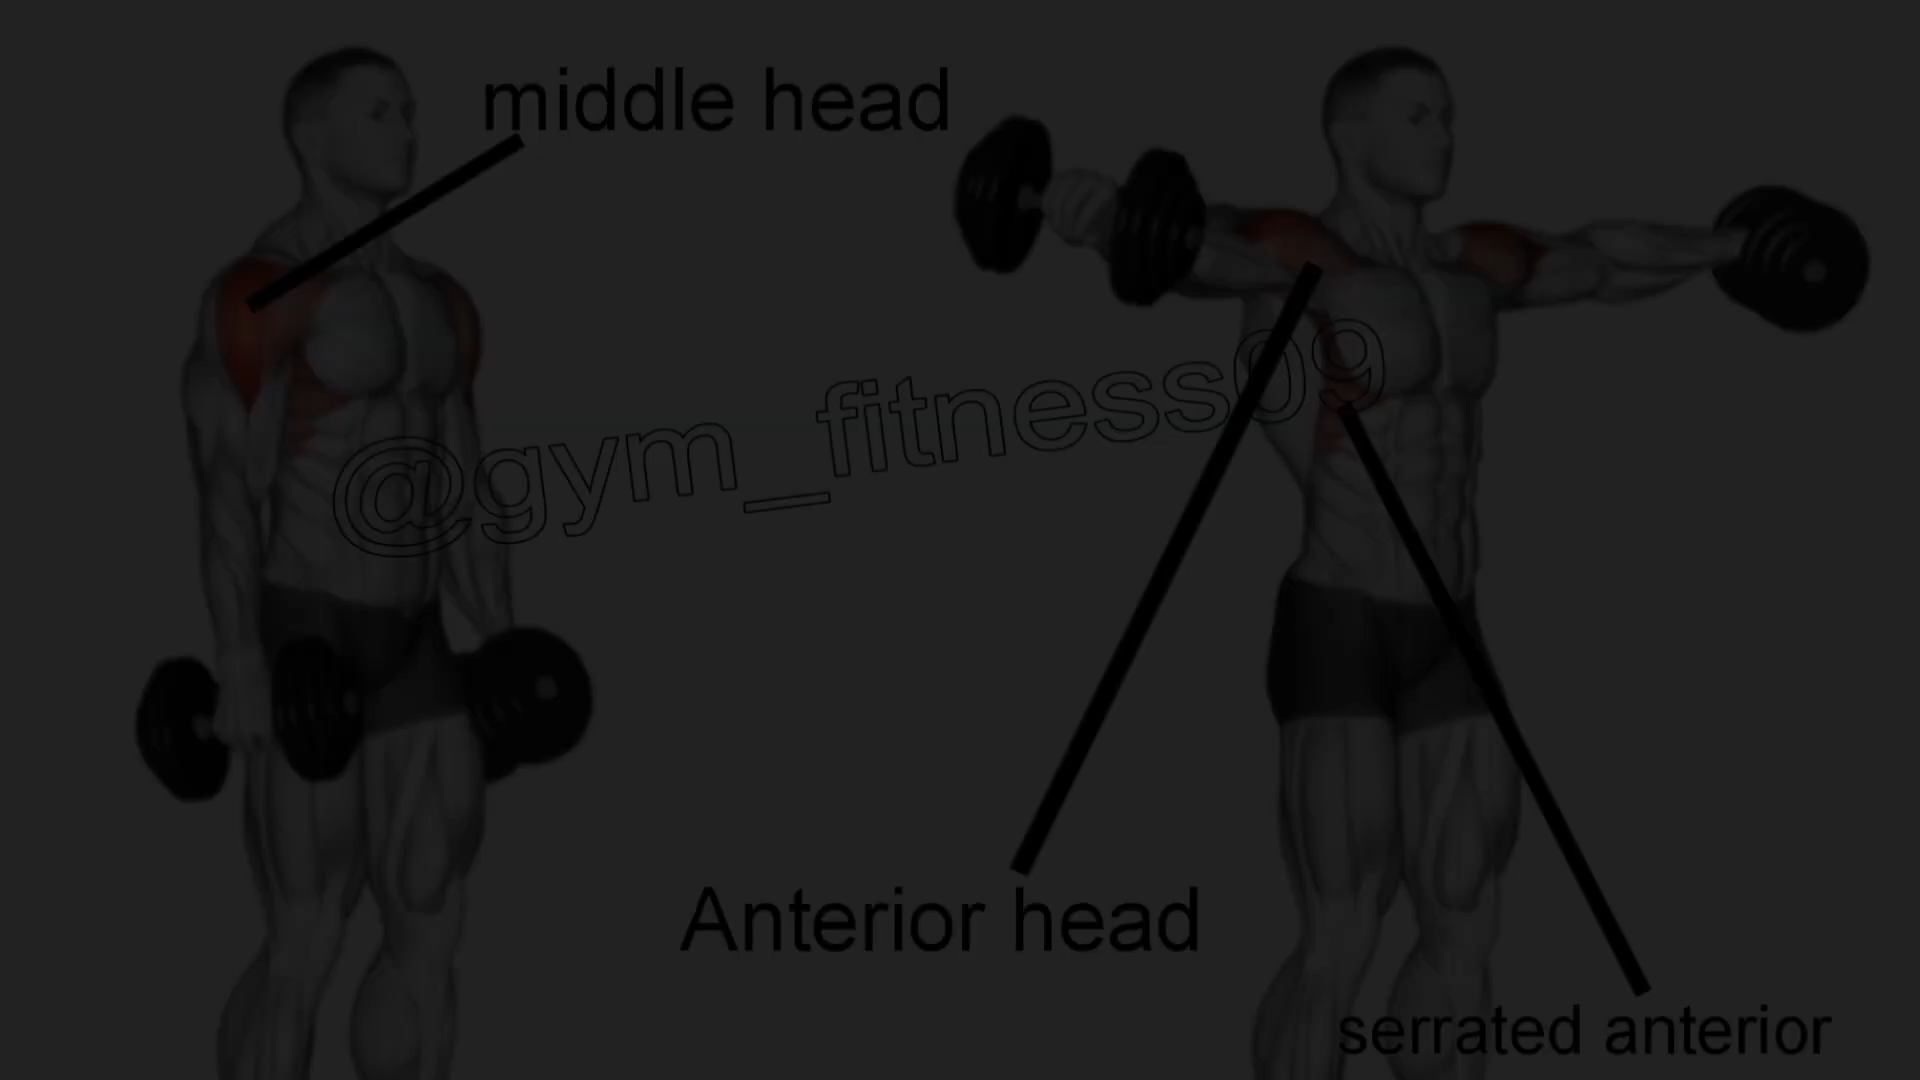 middle head
@gym_fitness09
Anterior head
serrated anterior